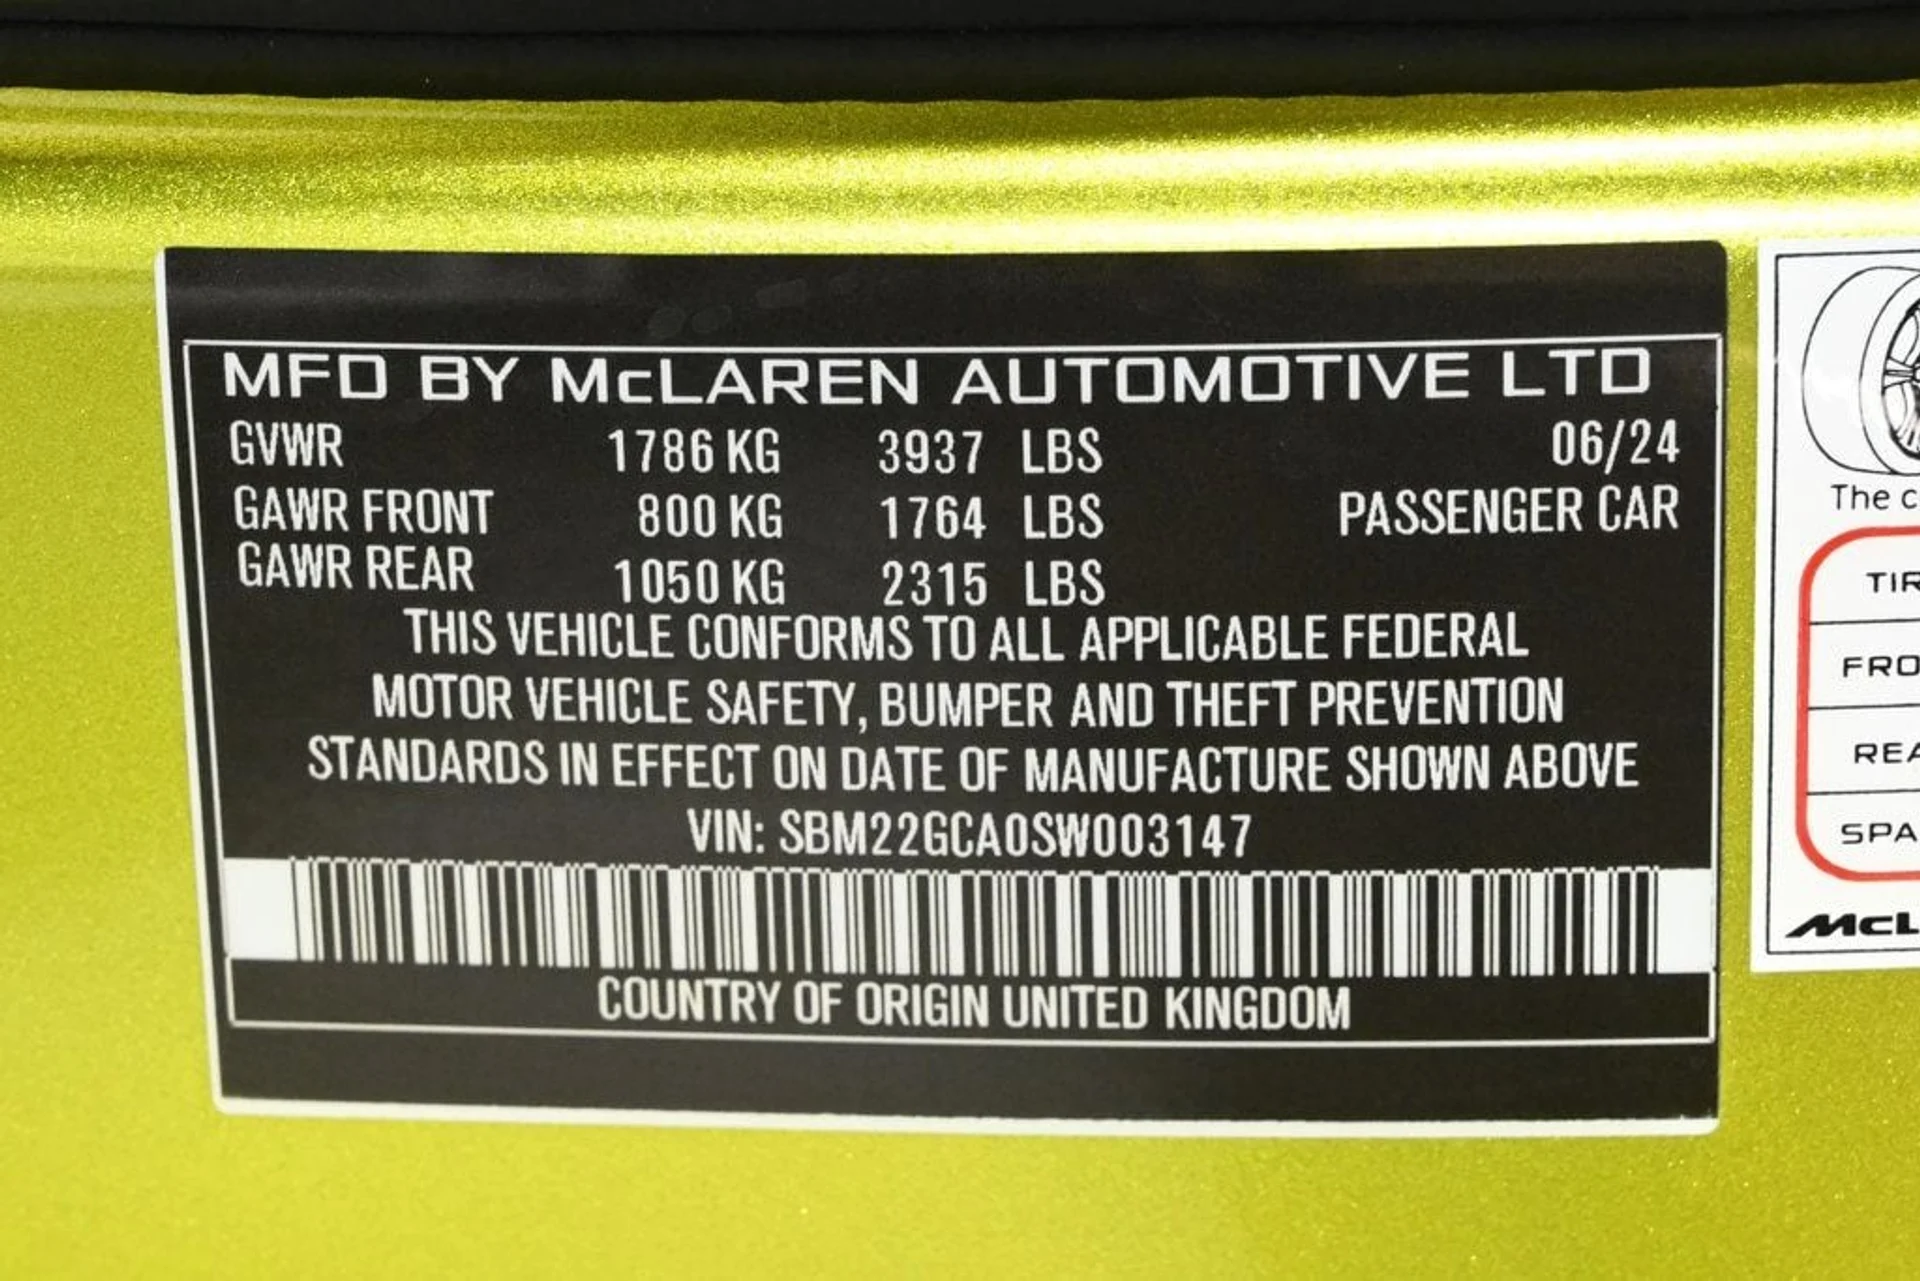 MFD BY McLAREN AUTOMOTIVE LTD
GVWR 1786 KG 3937 LBS 06/24
GAWR FRONT 800 KG 1764 LBS PASSENGER CAR
GAWR REAR 1050 KG 2315 LBS
THIS VEHICLE CONFORMS TO ALL APPLICABLE FEDERAL
MOTOR VEHICLE SAFETY, BUMPER AND THEFT PREVENTION
STANDARDS IN EFFECT ON DATE OF MANUFACTURE SHOWN ABOVE
VIN: SBM22GCA0SW003147
COUNTRY OF ORIGIN UNITED KINGDOM
The